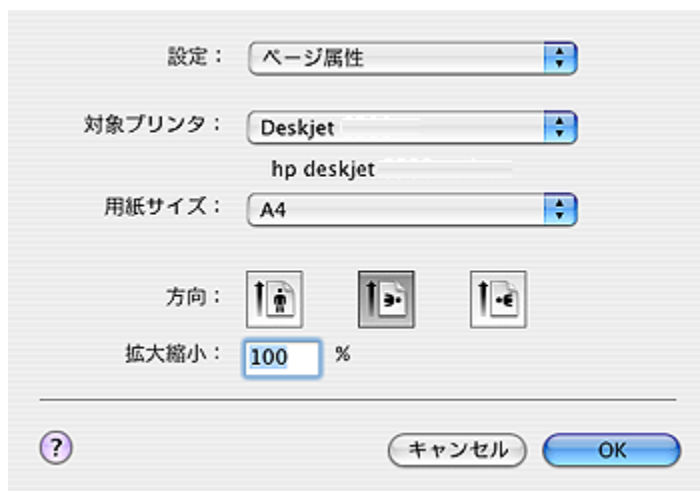 設定： ページ属性
対象プリンタ： Deskjet
hp deskjet
用紙サイズ： A4
方向：
拡大縮小： 100 %
? キャンセル OK